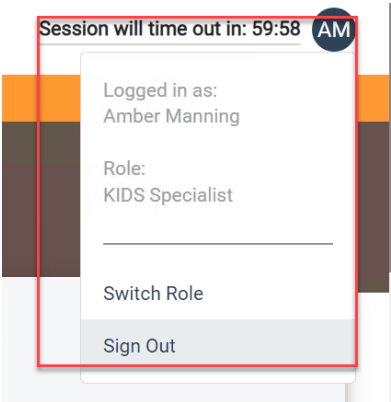 Session will time out in: 59:58
AM
Logged in as:
Amber Manning
Role:
KIDS Specialist
Switch Role
Sign Out